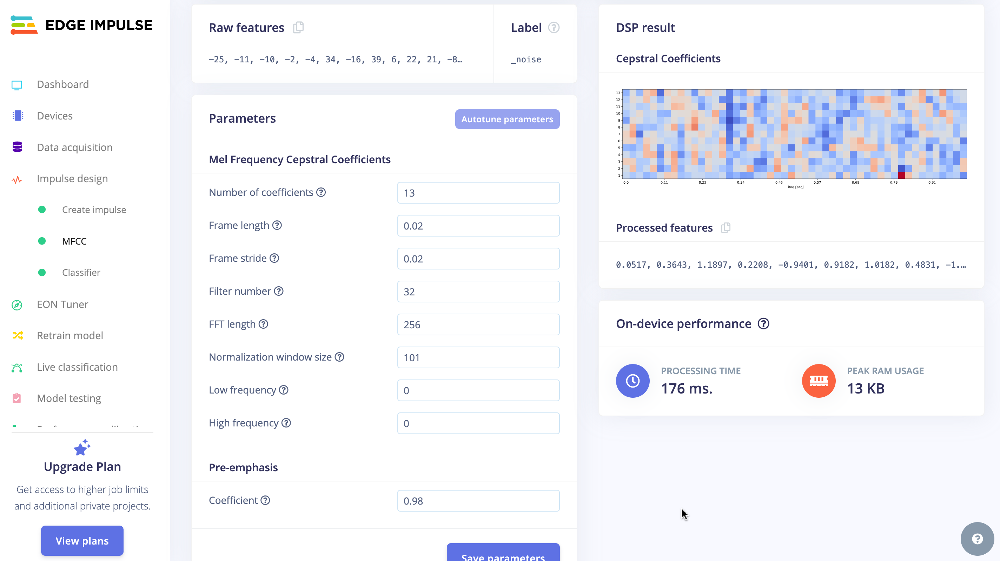 EDGE IMPULSE
Dashboard
Devices
Data acquisition
Impulse design
Create impulse
MFCC
Classifier
EON Tuner
Retrain model
Live classification
Model testing
Upgrade Plan
Get access to higher job limits
and additional private projects.
View plans
Raw features
−25, −11, −10, −2, −4, 34, −16, 39, 6, 22, 21, −8…
Label ?
_noise
Parameters
Autotune parameters
Mel Frequency Cepstral Coefficients
Number of coefficients ? 13
Frame length ? 0.02
Frame stride ? 0.02
Filter number ? 32
FFT length ? 256
Normalization window size ? 101
Low frequency ? 0
High frequency ? 0
Pre-emphasis
Coefficient ? 0.98
Save parameters
DSP result
Cepstral Coefficients
13
12
11
10
9
8
7
6
5
4
3
2
1
0.0 0.11 0.23 0.34 0.45 0.57 0.68 0.79 0.91
Time [sec]
Processed features
0.0517, 0.3643, 1.1897, 0.2208, −0.9401, 0.9182, 1.0182, 0.4831, −1.…
On-device performance ?
PROCESSING TIME
176 ms.
PEAK RAM USAGE
13 KB
?